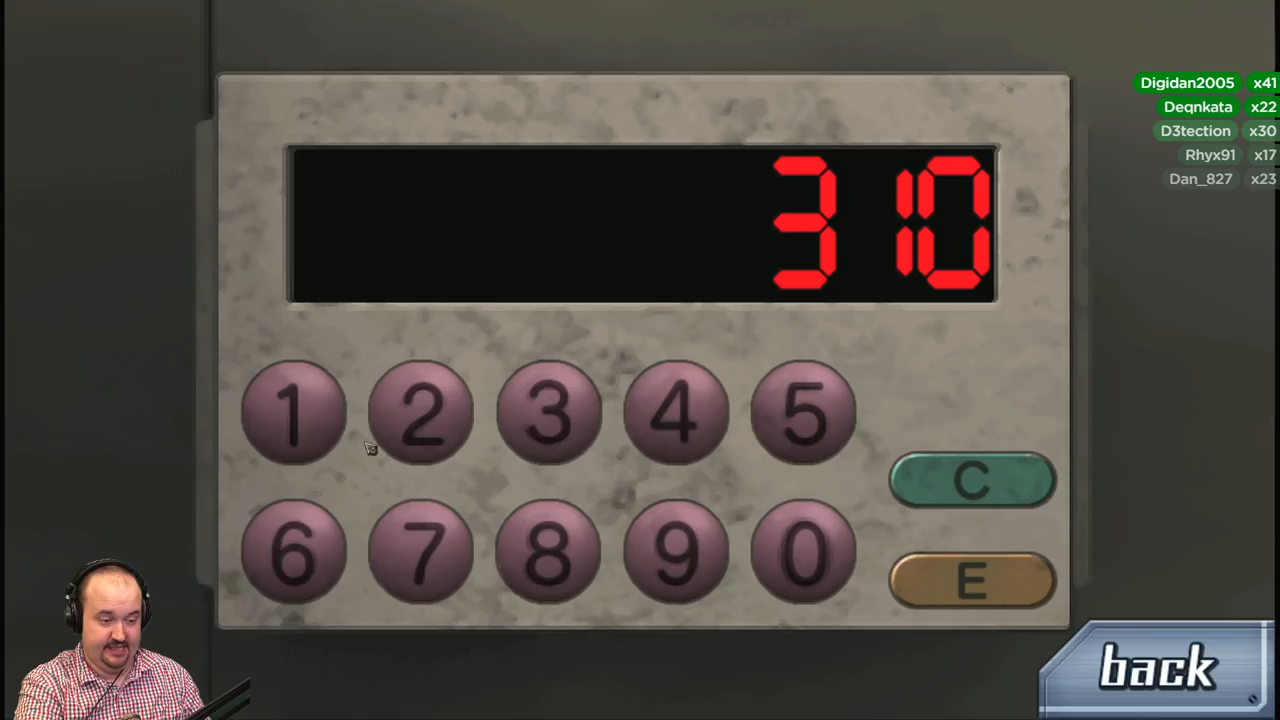 Digidan2005 x41
Deqnkata x22
D3tection x30
Rhyx91 x17
Dan_827 x23
310
1 2 3 4 5
C
6 7 8 9 0
E
back